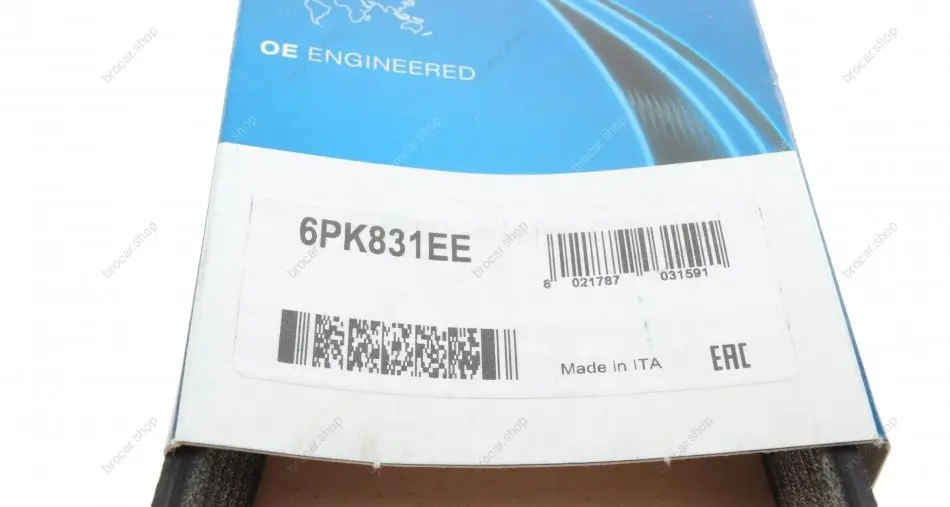 OE ENGINEERED
6PK831EE
8 021787 031591
Made in ITA
EAC
brocar.shop